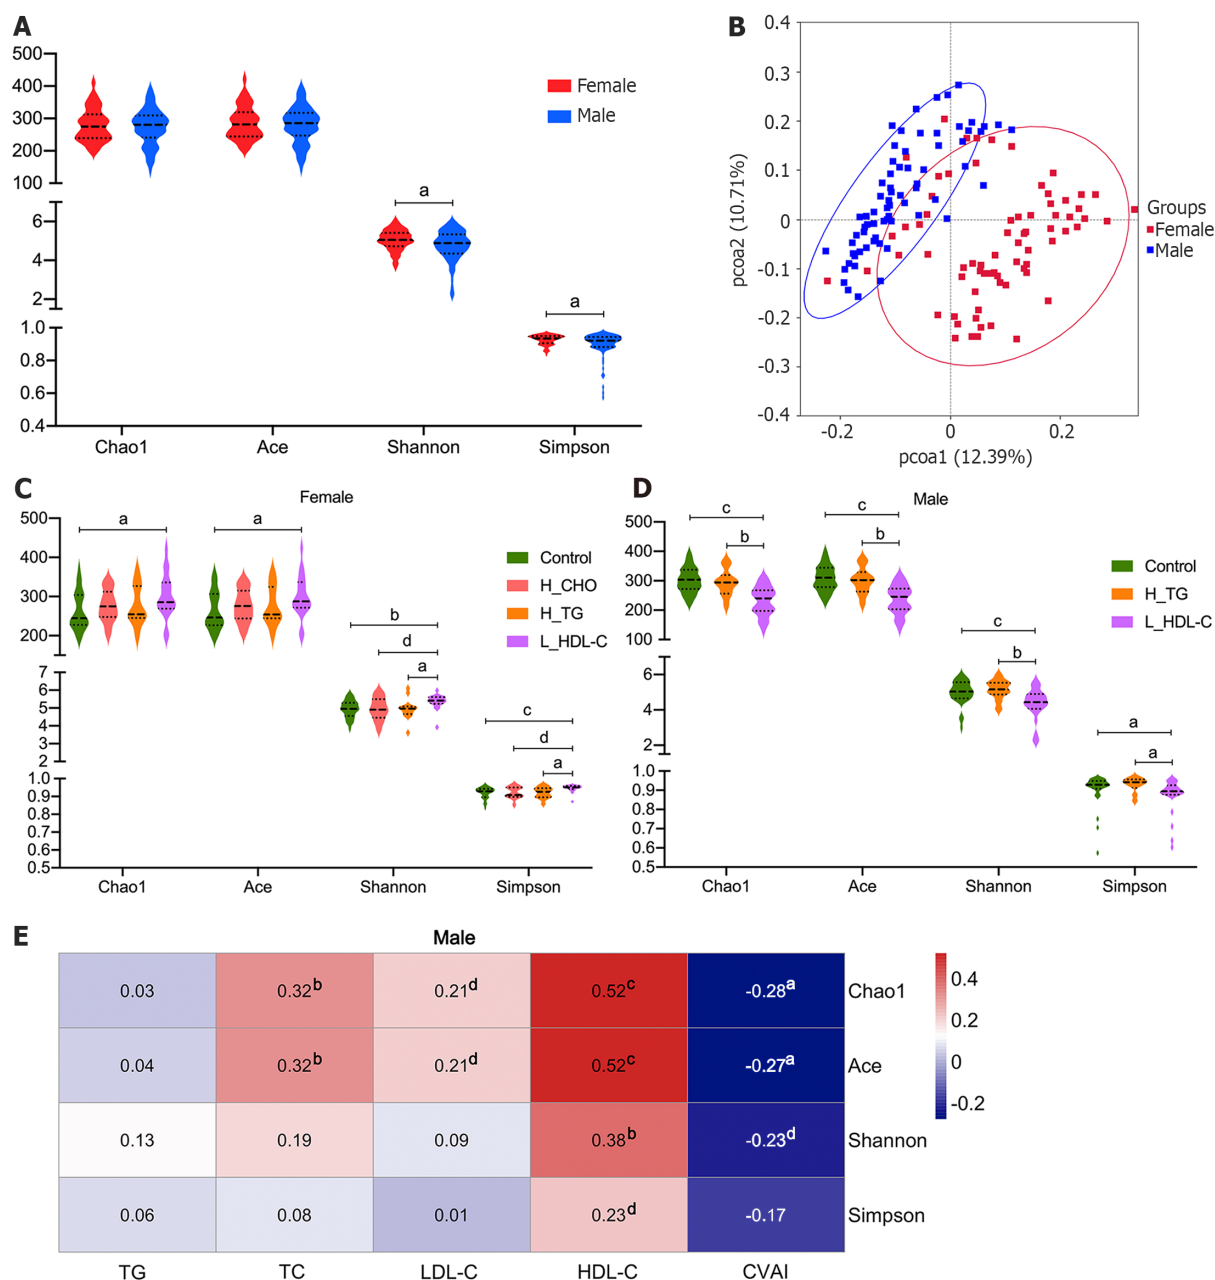 A
500
400
300
200
100
6
4
2
1.0
0.8
0.6
0.4
a
a
Female
Male
Chao1
Ace
Shannon
Simpson
B
0.4
0.3
0.2
0.1
0
-0.1
-0.2
-0.3
-0.4
pcoa2 (10.71%)
-0.2
0
0.2
pcoa1 (12.39%)
Groups
Female
Male
C
Female
500
400
300
200
7
6
5
4
3
2
1.0
0.9
0.8
0.7
0.6
0.5
a
a
b
d
a
c
d
a
Control
H_CHO
H_TG
L_HDL-C
Chao1
Ace
Shannon
Simpson
D
Male
500
400
300
200
100
6
4
2
1.0
0.9
0.8
0.7
0.6
0.5
c
b
c
b
c
b
a
a
Control
H_TG
L_HDL-C
Chao1
Ace
Shannon
Simpson
E
Male
0.03 0.32b 0.21d 0.52c -0.28a Chao1
0.04 0.32b 0.21d 0.52c -0.27a Ace
0.13 0.19 0.09 0.38b -0.23d Shannon
0.06 0.08 0.01 0.23d -0.17 Simpson
TG TC LDL-C HDL-C CVAI
0.4
0.2
0
-0.2